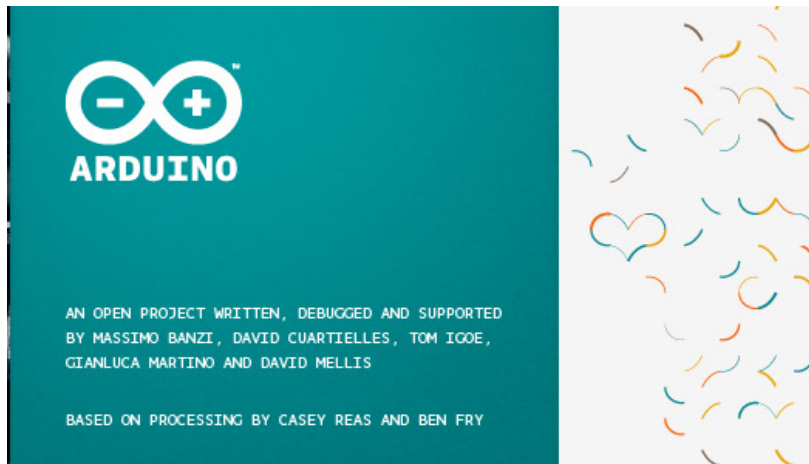 ™
ARDUINO
AN OPEN PROJECT WRITTEN, DEBUGGED AND SUPPORTED
BY MASSIMO BANZI, DAVID CUARTIELLES, TOM IGOE,
GIANLUCA MARTINO AND DAVID MELLIS
BASED ON PROCESSING BY CASEY REAS AND BEN FRY